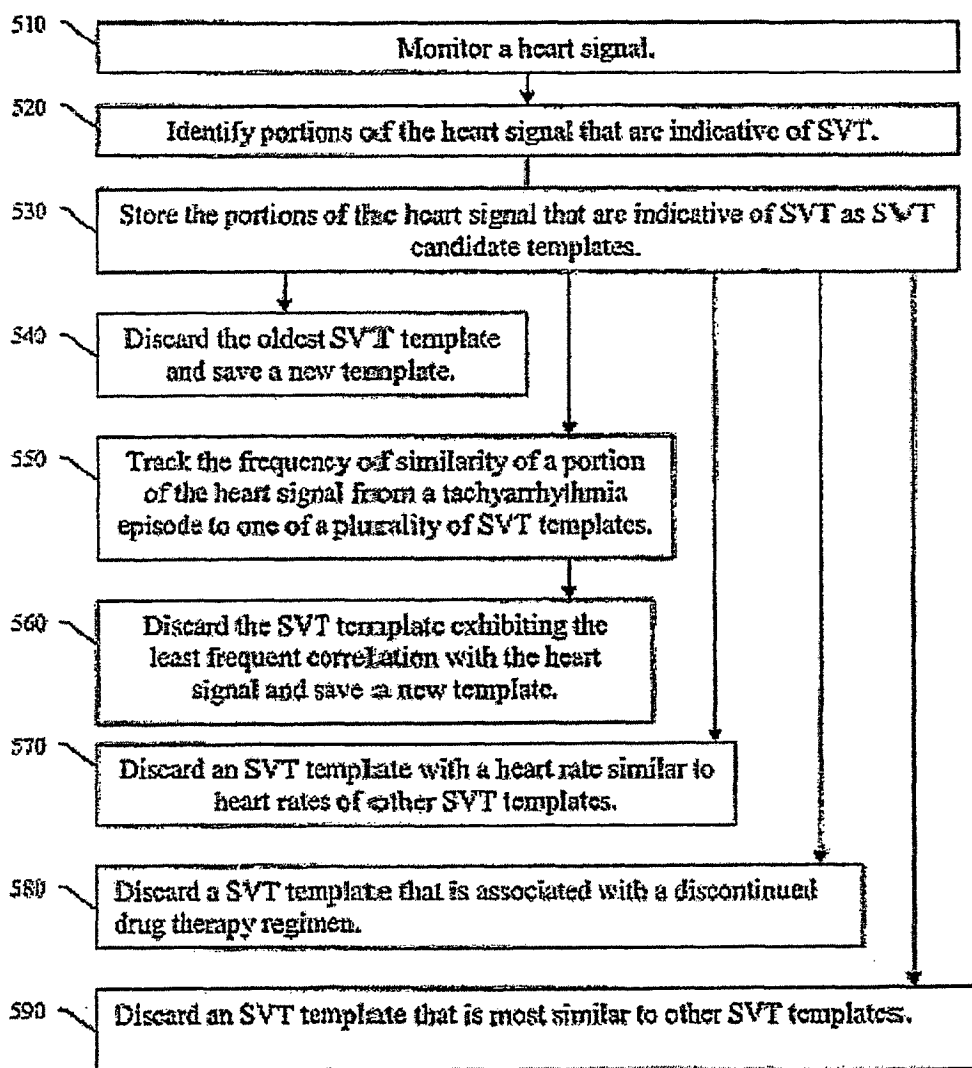 510
Monitor a heart signal.
520
Identify portions of the heart signal that are indicative of SVT.
530
Store the portions of the heart signal that are indicative of SVT as SVT
candidate templates.
540
Discard the oldest SVT template
and save a new template.
550
Track the frequency of similarity of a portion
of the heart signal from a tachyarrhythmia
episode to one of a plurality of SVT templates.
560
Discard the SVT template exhibiting the
least frequent correlation with the heart
signal and save a new template.
570
Discard an SVT template with a heart rate similar to
heart rates of other SVT templates.
580
Discard a SVT template that is associated with a discontinued
drug therapy regimen.
590
Discard an SVT template that is most similar to other SVT templates.